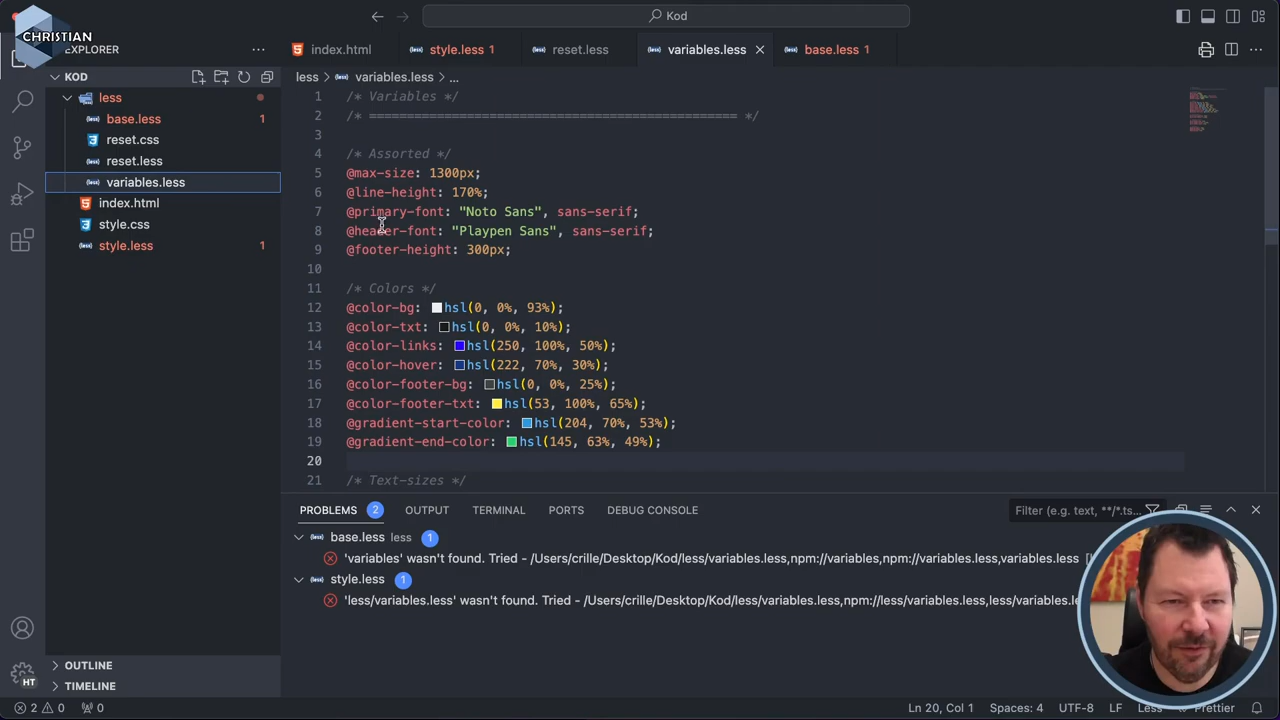 CHRISTIAN
Kod
EXPLORER
index.html
style.less 1
reset.less
variables.less
base.less 1
KOD
less > variables.less > ...
less
base.less 1
reset.css
reset.less
variables.less
index.html
style.css
style.less 1
1 /* Variables */
2 /* ================================================= */
3
4 /* Assorted */
5 @max-size: 1300px;
6 @line-height: 170%;
7 @primary-font: "Noto Sans", sans-serif;
8 @header-font: "Playpen Sans", sans-serif;
9 @footer-height: 300px;
10
11 /* Colors */
12 @color-bg: hsl(0, 0%, 93%);
13 @color-txt: hsl(0, 0%, 10%);
14 @color-links: hsl(250, 100%, 50%);
15 @color-hover: hsl(222, 70%, 30%);
16 @color-footer-bg: hsl(0, 0%, 25%);
17 @color-footer-txt: hsl(53, 100%, 65%);
18 @gradient-start-color: hsl(204, 70%, 53%);
19 @gradient-end-color: hsl(145, 63%, 49%);
20
21 /* Text-sizes */
PROBLEMS 2 OUTPUT TERMINAL PORTS DEBUG CONSOLE
Filter (e.g. text, **/*.ts...
base.less less 1
'variables' wasn't found. Tried - /Users/crille/Desktop/Kod/less/variables.less,npm://variables,npm://variables.less,variables.less
style.less 1
'less/variables.less' wasn't found. Tried - /Users/crille/Desktop/Kod/less/variables.less,npm://less/variables.less,less/variables.le
OUTLINE
TIMELINE
HT
2 0 0
Ln 20, Col 1 Spaces: 4 UTF-8 LF Less Prettier